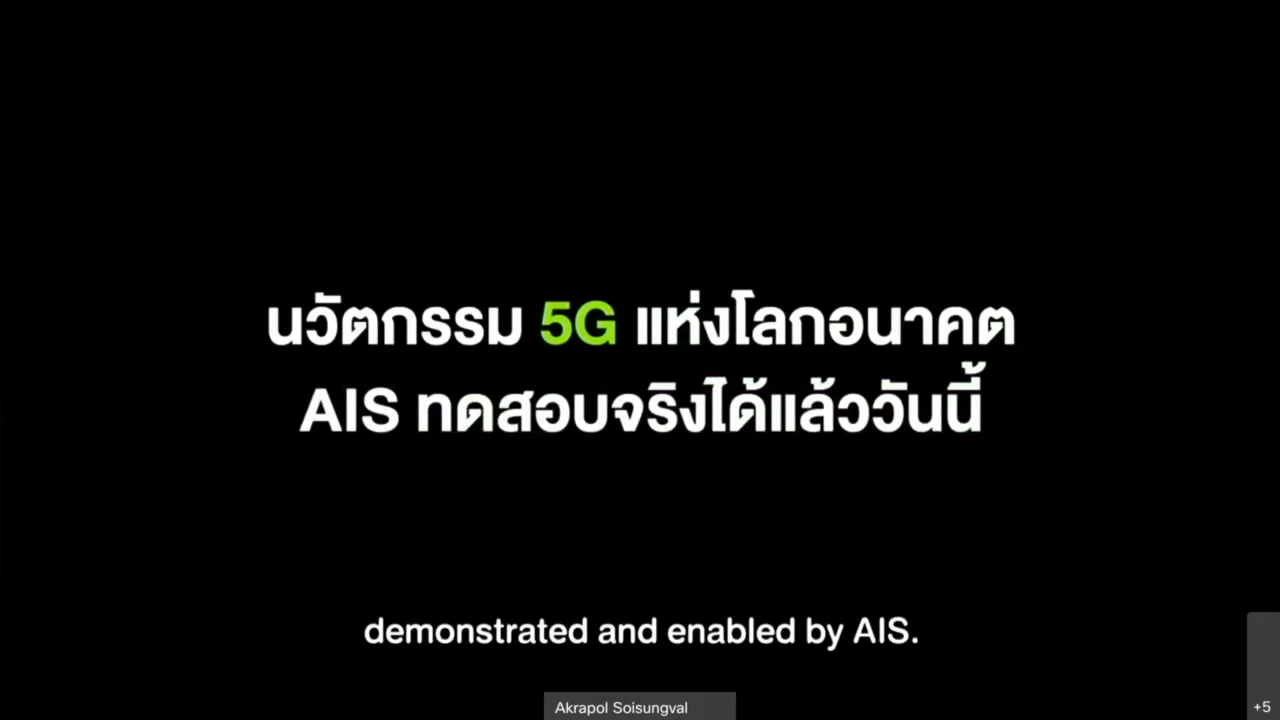 นวัตกรรม 5G แห่งโลกอนาคต
AIS ทดสอบจริงได้แล้ววันนี้
demonstrated and enabled by AIS.
Akrapol Soisungval
+5